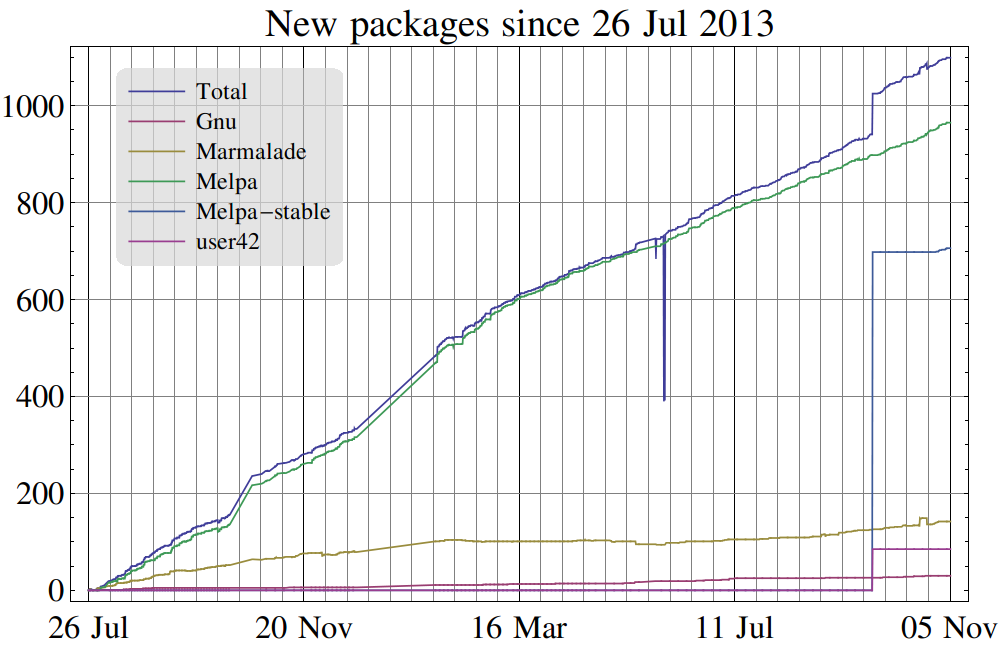 New packages since 26 Jul 2013
Total
Gnu
Marmalade
Melpa
Melpa-stable
user42
1000
800
600
400
200
0
26 Jul 20 Nov 16 Mar 11 Jul 05 Nov